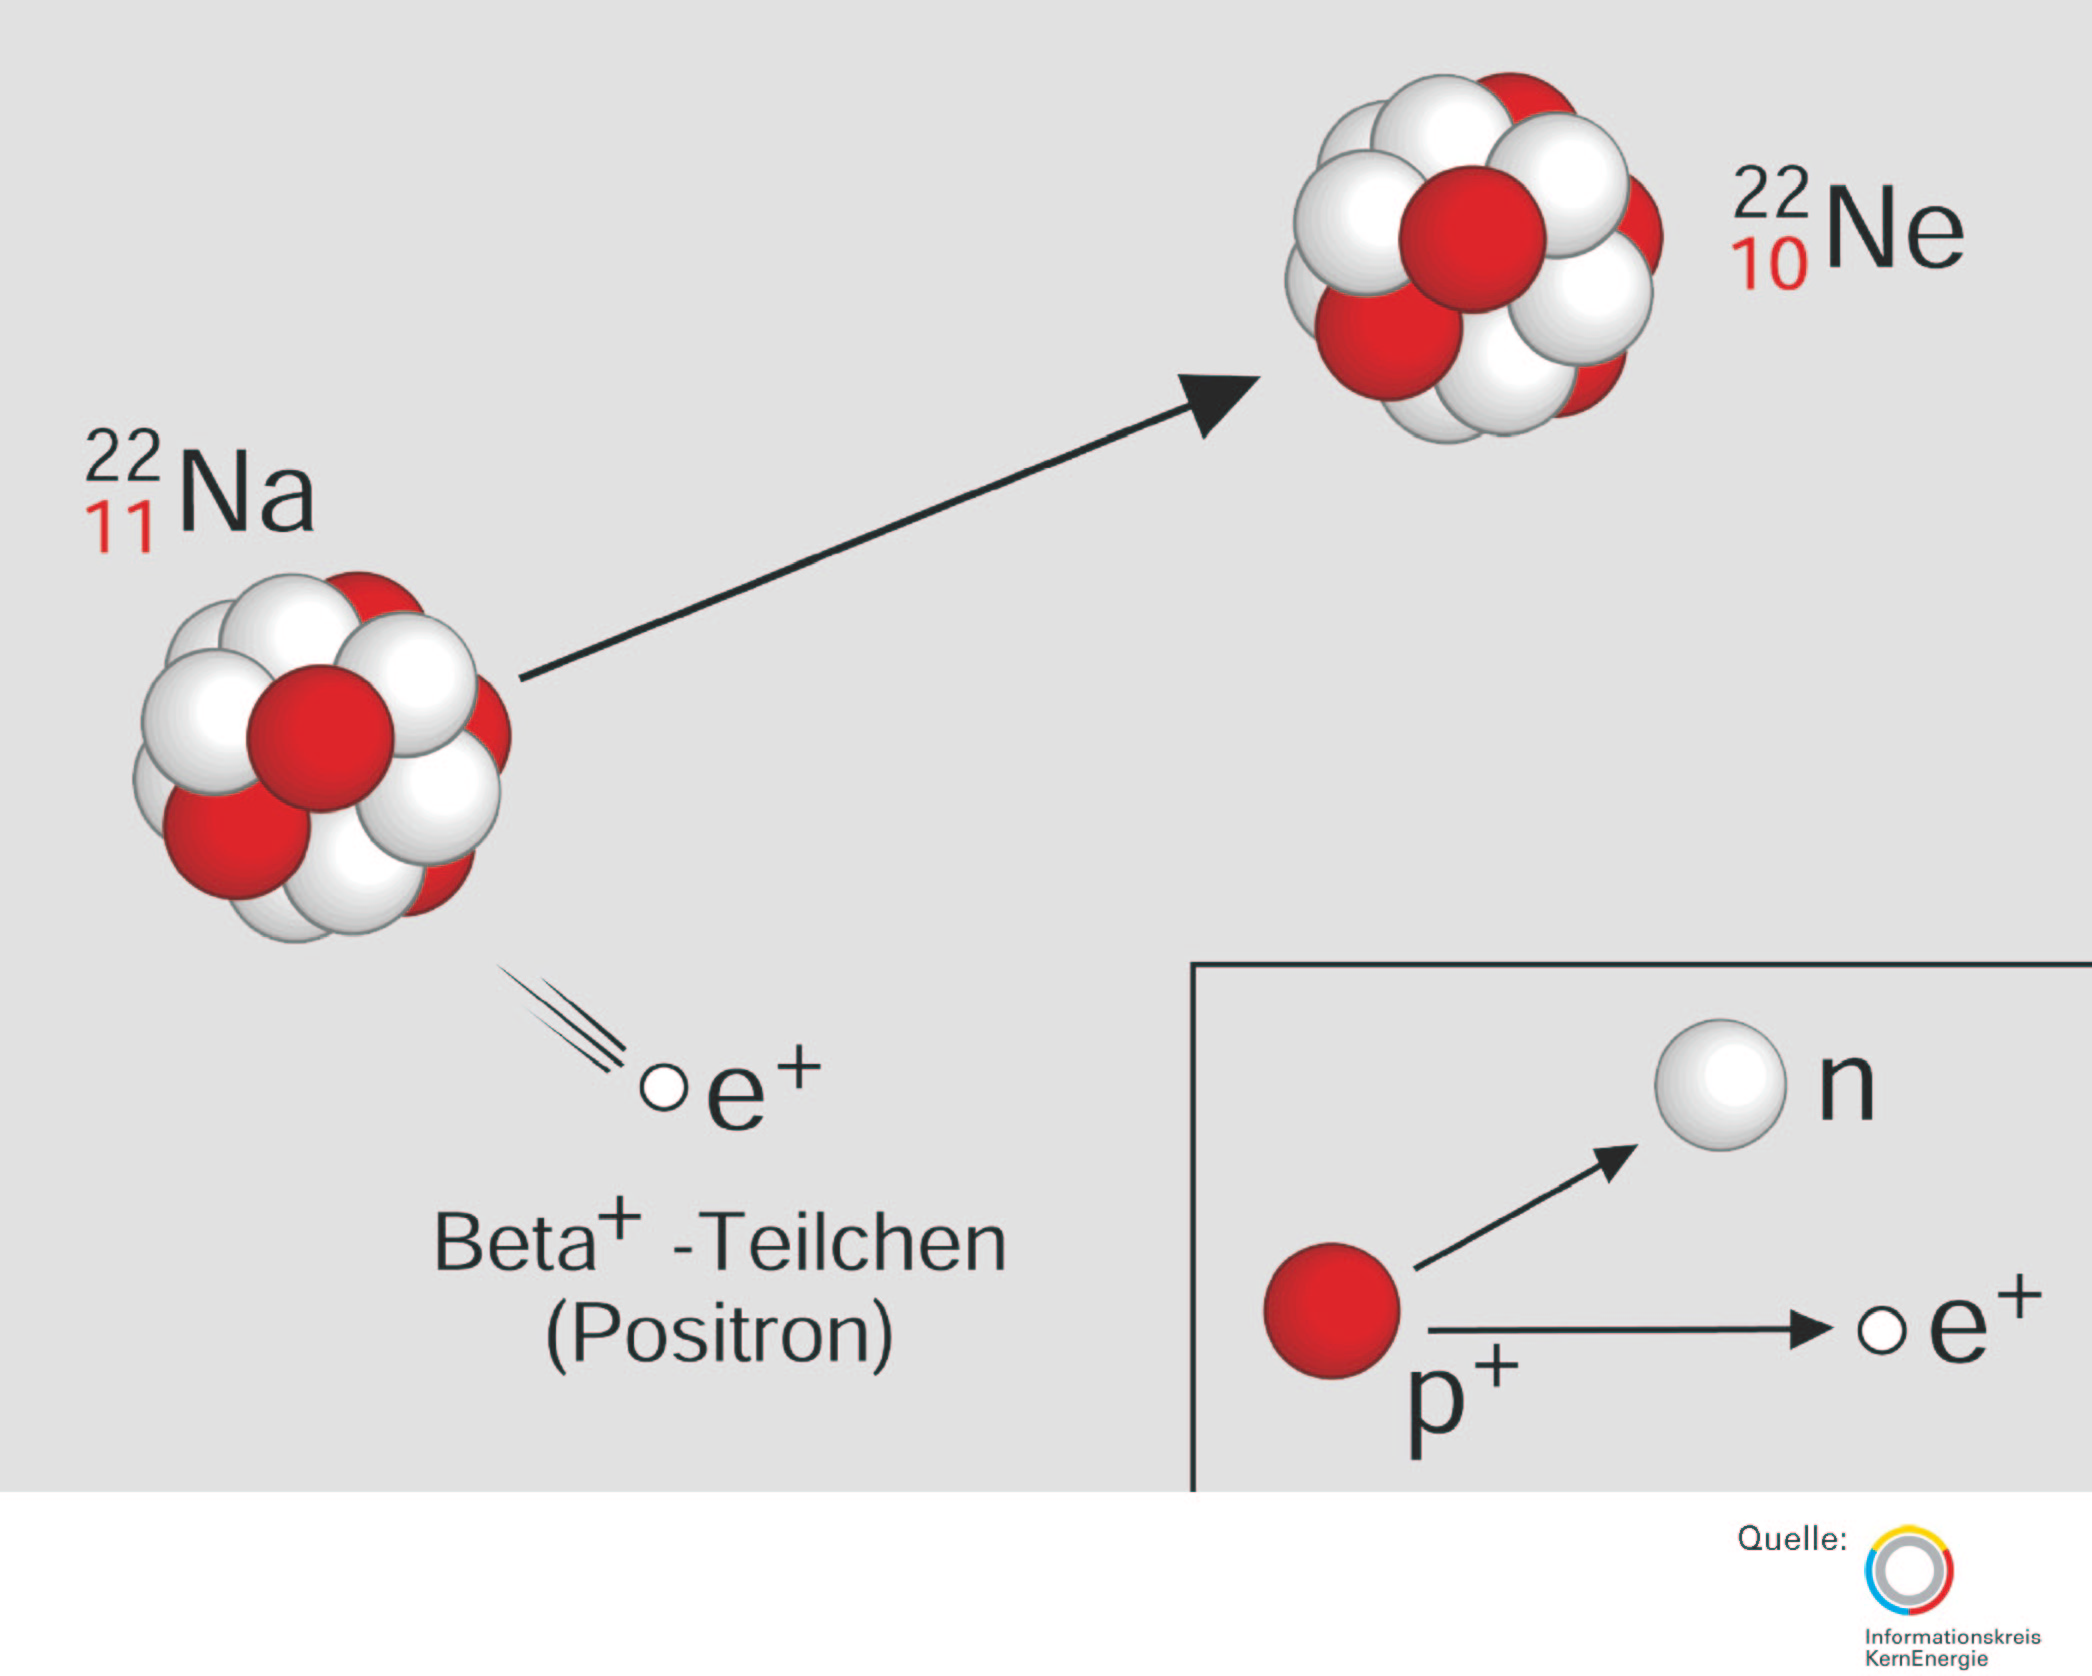 22
10 Ne
22
11 Na
e+
Beta+ -Teilchen
(Positron)
n
e+
p+
Quelle:
Informationskreis
KernEnergie